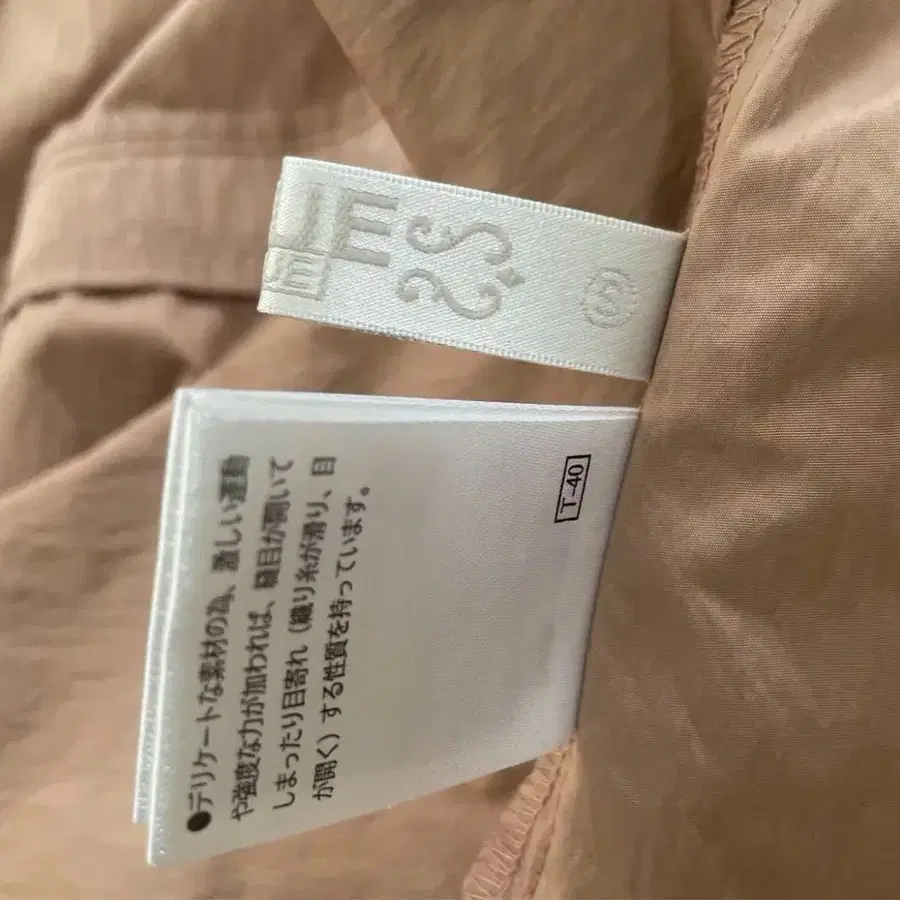 S
T-40
●デリケートな素材の為、激しい運動
や強度な力が加われば、縫目が開いて
しまったり目寄れ（織り糸が滑り、目
が開く）する性質を持っています。